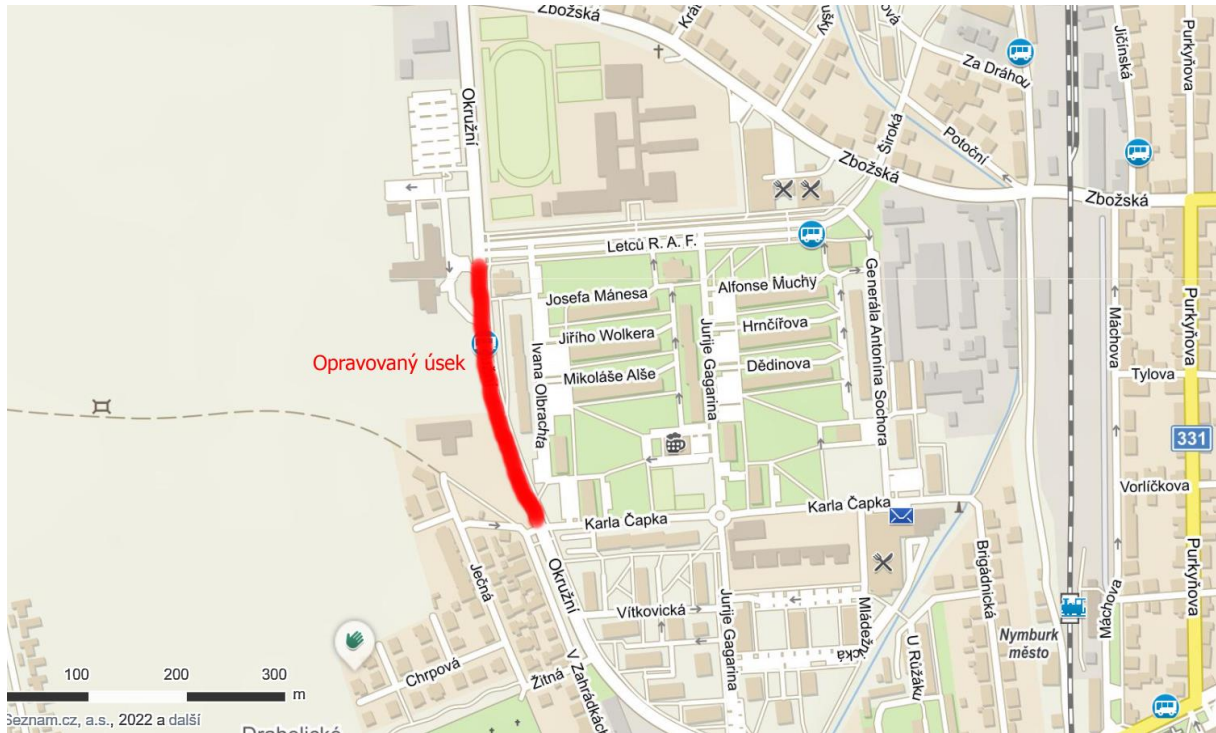 Zbožská
Okružní
Široká
Za Dráhou
Potoční
Jičínská
Purkyňova
Zbožská
Zbožská
Letců R. A. F.
Josefa Mánesa
Alfonse Muchy
Jiřího Wolkera
Hrnčířova
Mikoláše Alše
Dědinova
Ivana Olbrachta
Jurije Gagarina
Generála Antonína Sochora
Máchova
Purkyňova
Tylova
331
Opravovaný úsek
Vorlíčkova
Karla Čapka
Karla Čapka
Okružní
Ječná
Vítkovická
Jurije Gagarina
Mládežnická
Brigádnická
U Růžáku
Máchova
Purkyňova
Nymburk
město
Chrpová
Žitná
V Zahrádkách
100 200 300
m
Seznam.cz, a.s., 2022 a další